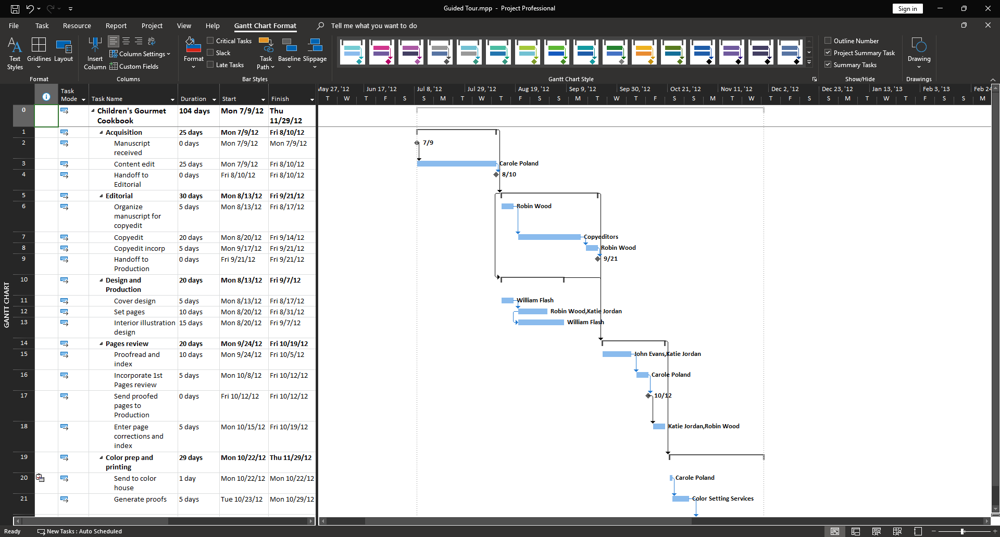 Guided Tour.mpp - Project Professional
Sign in
File Task Resource Report Project View Help Gantt Chart Format Tell me what you want to do
Text Styles
Gridlines
Layout
Format
Insert Column
Column Settings
Custom Fields
Columns
Format
Critical Tasks
Slack
Late Tasks
Task Path
Baseline
Slippage
Bar Styles
Gantt Chart Style
Outline Number
Project Summary Task
Summary Tasks
Show/Hide
Drawing
Drawings
Task Mode Task Name Duration Start Finish
May 27, '12 Jun 17, '12 Jul 8, '12 Jul 29, '12 Aug 19, '12 Sep 9, '12 Sep 30, '12 Oct 21, '12 Nov 11, '12 Dec 2, '12 Dec 23, '12 Jan 13, '13 Feb 3, '13 Feb 24
T W T F S S M T W T F S S M T W T F S S M T W T F S S M T W T F S S M
0 Children's Gourmet Cookbook 104 days Mon 7/9/12 Thu 11/29/12
1 Acquisition 25 days Mon 7/9/12 Fri 8/10/12
2 Manuscript received 0 days Mon 7/9/12 Mon 7/9/12 7/9
3 Content edit 25 days Mon 7/9/12 Fri 8/10/12 Carole Poland
4 Handoff to Editorial 0 days Fri 8/10/12 Fri 8/10/12 8/10
5 Editorial 30 days Mon 8/13/12 Fri 9/21/12
6 Organize manuscript for copyedit 5 days Mon 8/13/12 Fri 8/17/12 Robin Wood
7 Copyedit 20 days Mon 8/20/12 Fri 9/14/12 Copyeditors
8 Copyedit incorp 5 days Mon 9/17/12 Fri 9/21/12 Robin Wood
9 Handoff to Production 0 days Fri 9/21/12 Fri 9/21/12 9/21
10 Design and Production 20 days Mon 8/13/12 Fri 9/7/12
11 Cover design 5 days Mon 8/13/12 Fri 8/17/12 William Flash
12 Set pages 10 days Mon 8/20/12 Fri 8/31/12 Robin Wood,Katie Jordan
13 Interior illustration design 15 days Mon 8/20/12 Fri 9/7/12 William Flash
14 Pages review 20 days Mon 9/24/12 Fri 10/19/12
15 Proofread and index 10 days Mon 9/24/12 Fri 10/5/12 John Evans,Katie Jordan
16 Incorporate 1st Pages review 5 days Mon 10/8/12 Fri 10/12/12 Carole Poland
17 Send proofed pages to Production 0 days Fri 10/12/12 Fri 10/12/12 10/12
18 Enter page corrections and index 5 days Mon 10/15/12 Fri 10/19/12 Katie Jordan,Robin Wood
19 Color prep and printing 29 days Mon 10/22/12 Thu 11/29/12
20 Send to color house 1 day Mon 10/22/12 Mon 10/22/12 Carole Poland
21 Generate proofs 5 days Tue 10/23/12 Mon 10/29/12 Color Setting Services
GANTT CHART
Ready New Tasks : Auto Scheduled